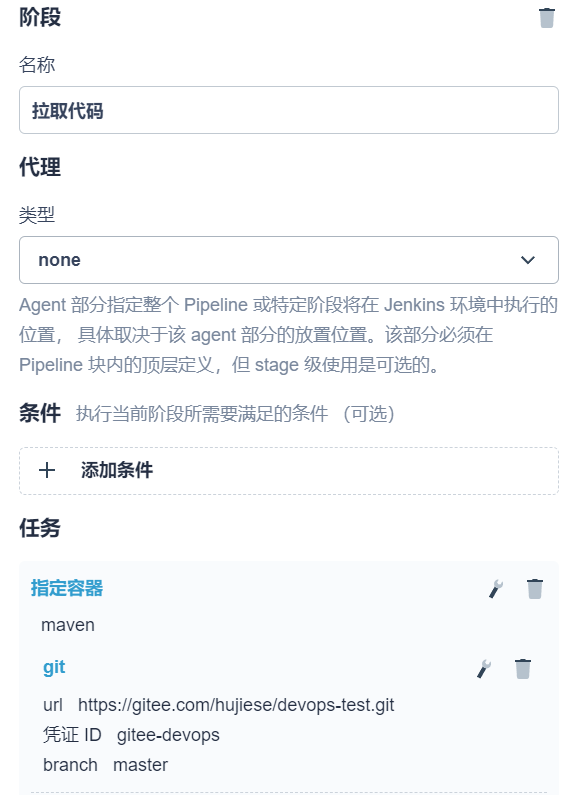 阶段
名称
拉取代码
代理
类型
none
Agent 部分指定整个 Pipeline 或特定阶段将在 Jenkins 环境中执行的
位置， 具体取决于该 agent 部分的放置位置。该部分必须在
Pipeline 块内的顶层定义，但 stage 级使用是可选的。
条件 执行当前阶段所需要满足的条件 （可选）
添加条件
任务
指定容器
maven
git
url https://gitee.com/hujiese/devops-test.git
凭证 ID gitee-devops
branch master